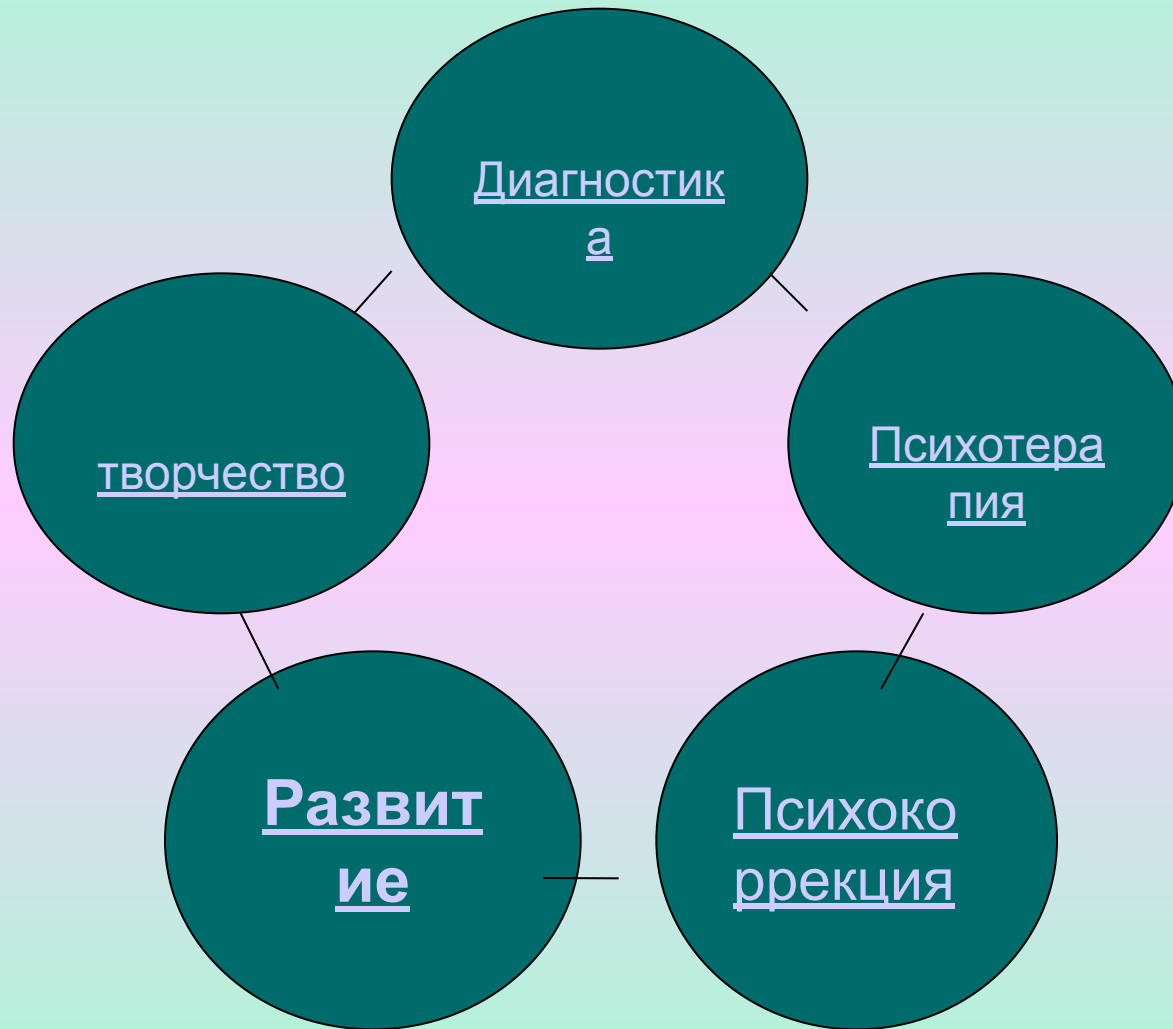 Диагностик
а
творчество
Психотера
пия
Развит
ие
Психоко
ррекция